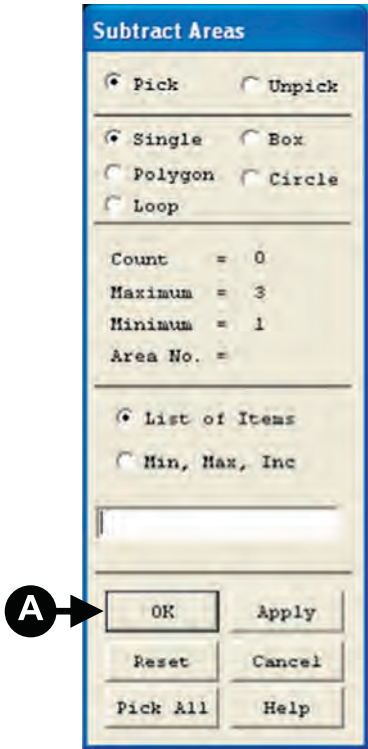 Subtract Areas
Pick Unpick
Single Box
Polygon Circle
Loop
Count = 0
Maximum = 3
Minimum = 1
Area No. =
List of Items
Min, Max, Inc
A OK Apply
Reset Cancel
Pick All Help